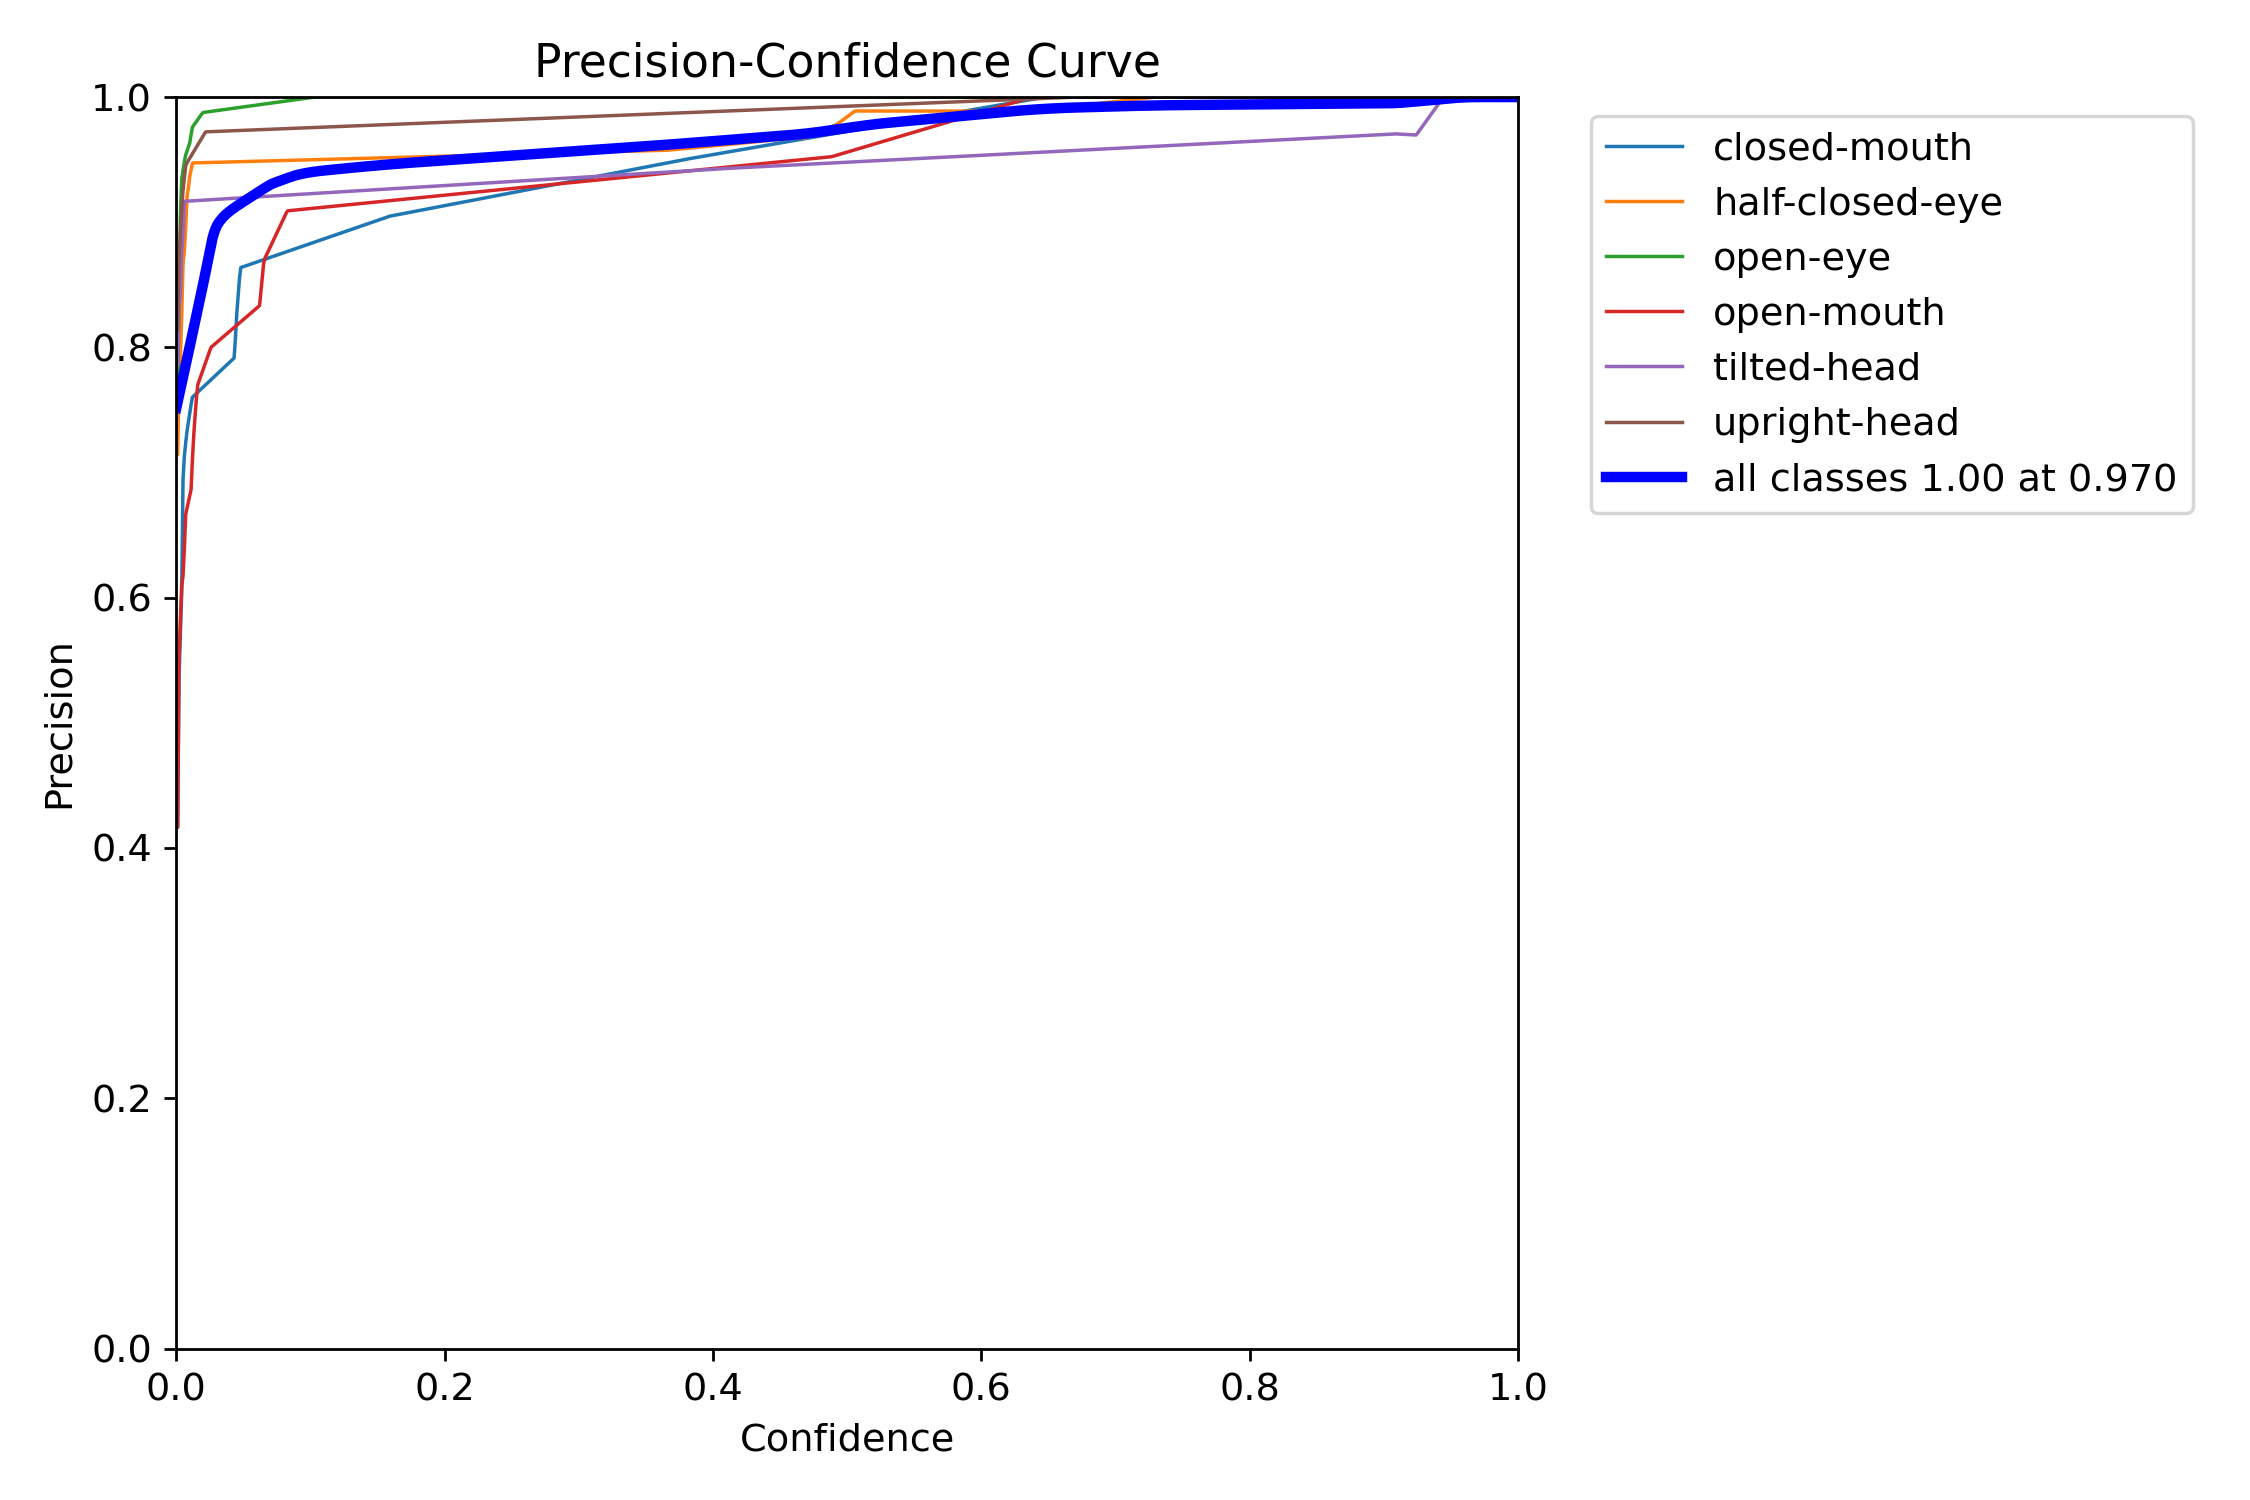 Precision-Confidence Curve
1.0
0.8
0.6
0.4
0.2
0.0
Precision
0.0 0.2 0.4 0.6 0.8 1.0
Confidence
closed-mouth
half-closed-eye
open-eye
open-mouth
tilted-head
upright-head
all classes 1.00 at 0.970